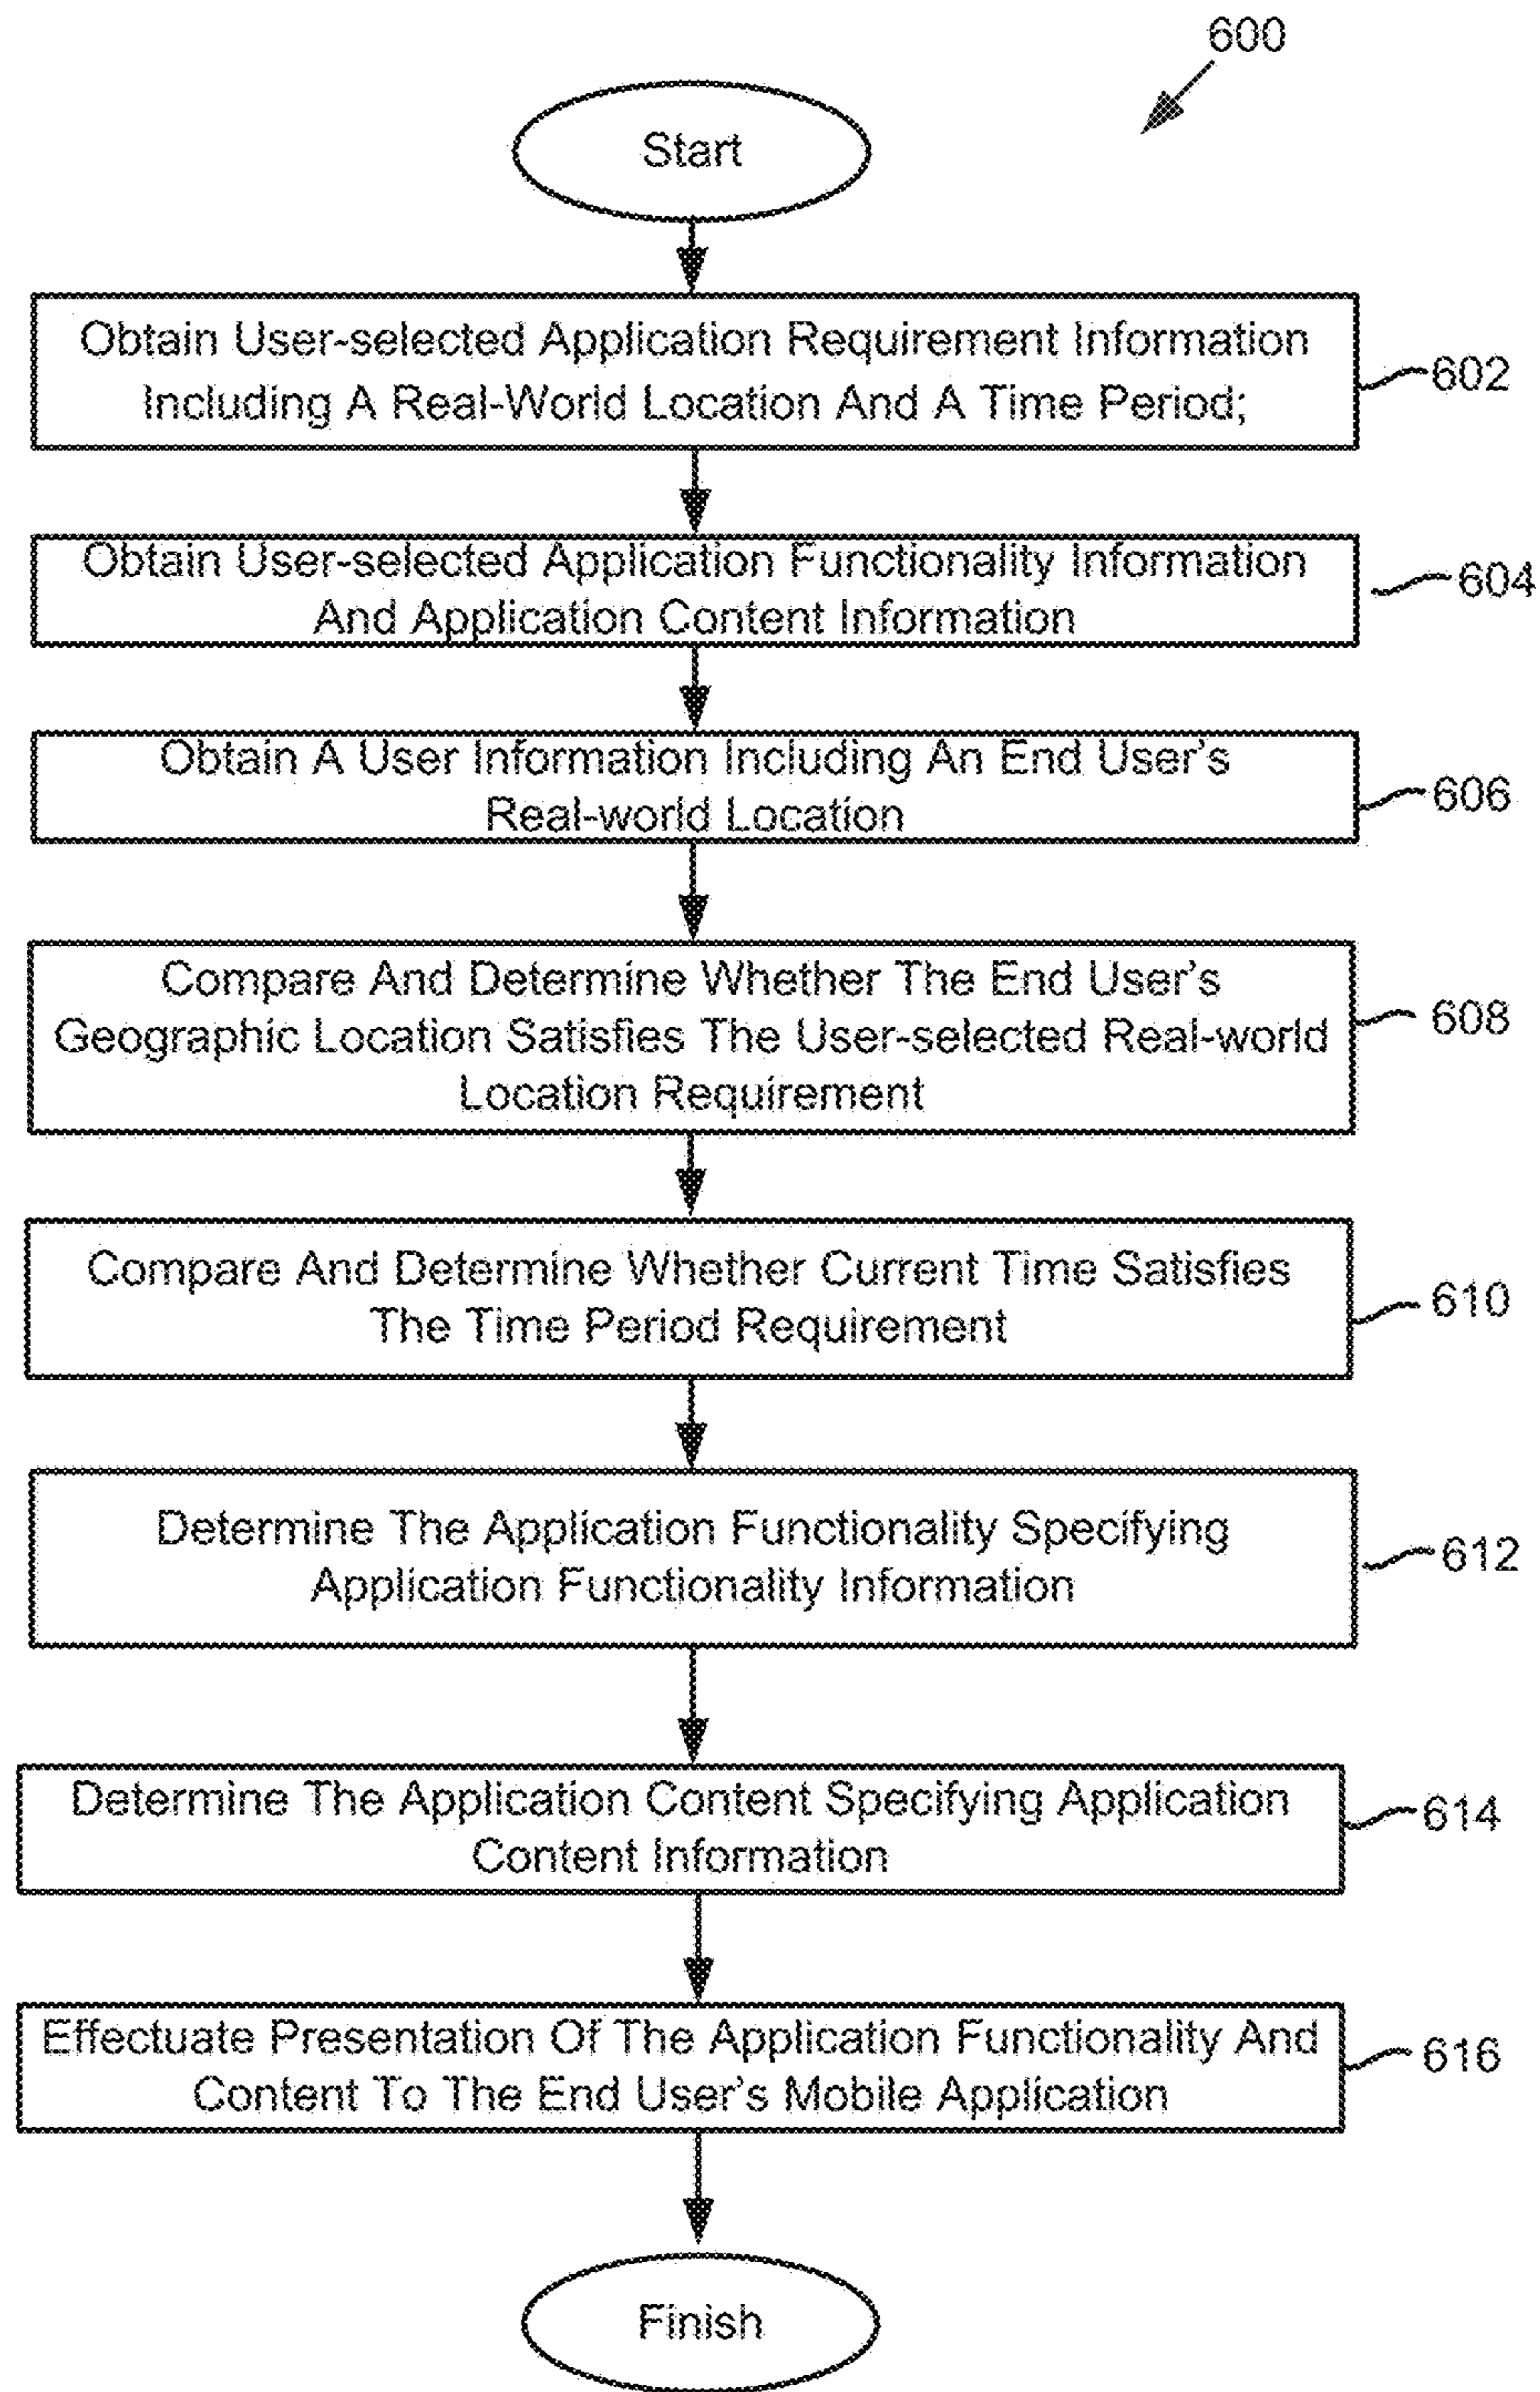 600
Start
Obtain User-selected Application Requirement Information
Including A Real-World Location And A Time Period;
602
Obtain User-selected Application Functionality Information
And Application Content Information
604
Obtain A User Information Including An End User's
Real-world Location
606
Compare And Determine Whether The End User's
Geographic Location Satisfies The User-selected Real-world
Location Requirement
608
Compare And Determine Whether Current Time Satisfies
The Time Period Requirement
610
Determine The Application Functionality Specifying
Application Functionality Information
612
Determine The Application Content Specifying Application
Content Information
614
Effectuate Presentation Of The Application Functionality And
Content To The End User's Mobile Application
616
Finish